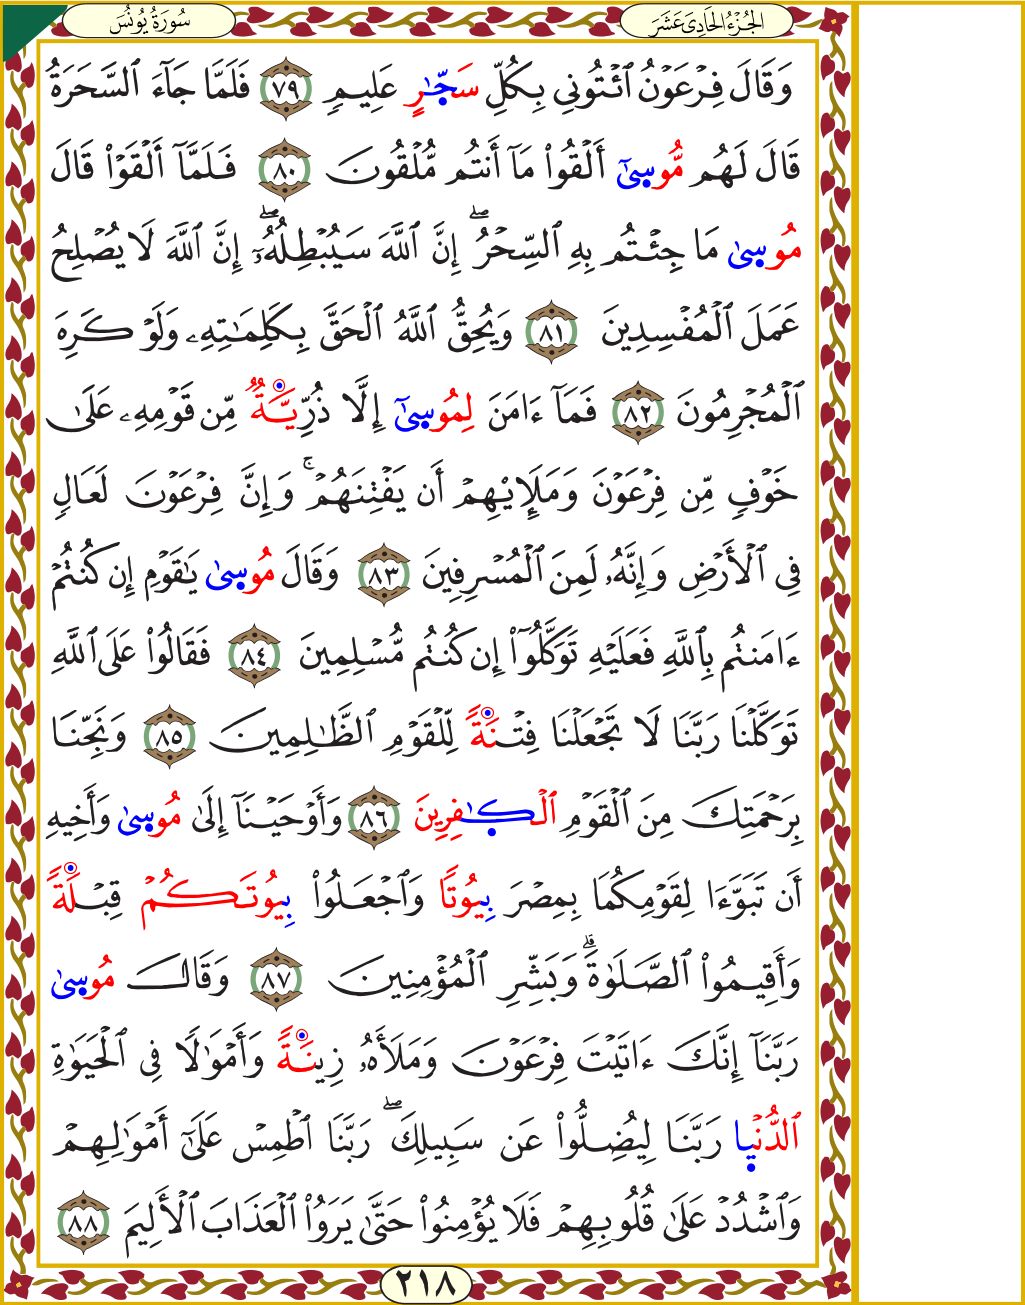 سُورَةُ يُونُسَ
الجُزْءُ الحَادِي عَشَرَ
وَقَالَ فِرْعَوْنُ ٱئْتُونِي بِكُلِّ سَحَّٰرٍ عَلِيمٖ ٧٩ فَلَمَّا جَآءَ ٱلسَّحَرَةُ
قَالَ لَهُم مُّوسَىٰٓ أَلْقُواْ مَآ أَنتُم مُّلْقُونَ ٨٠ فَلَمَّآ أَلْقَوْاْ قَالَ
مُوسَىٰ مَا جِئْتُم بِهِ ٱلسِّحْرُۖ إِنَّ ٱللَّهَ سَيُبْطِلُهُۥٓۖ إِنَّ ٱللَّهَ لَا يُصْلِحُ
عَمَلَ ٱلْمُفْسِدِينَ ٨١ وَيُحِقُّ ٱللَّهُ ٱلْحَقَّ بِكَلِمَٰتِهِۦ وَلَوْ كَرِهَ
ٱلْمُجْرِمُونَ ٨٢ فَمَآ ءَامَنَ لِمُوسَىٰٓ إِلَّا ذُرِّيَّةٞ مِّن قَوْمِهِۦ عَلَىٰ
خَوْفٖ مِّن فِرْعَوْنَ وَمَلَإِيْهِمْ أَن يَفْتِنَهُمْۚ وَإِنَّ فِرْعَوْنَ لَعَالٖ
فِي ٱلْأَرْضِ وَإِنَّهُۥ لَمِنَ ٱلْمُسْرِفِينَ ٨٣ وَقَالَ مُوسَىٰ يَٰقَوْمِ إِن كُنتُمْ
ءَامَنتُم بِٱللَّهِ فَعَلَيْهِ تَوَكَّلُوٓاْ إِن كُنتُم مُّسْلِمِينَ ٨٤ فَقَالُواْ عَلَى ٱللَّهِ
تَوَكَّلْنَا رَبَّنَا لَا تَجْعَلْنَا فِتْنَةٗ لِّلْقَوْمِ ٱلظَّٰلِمِينَ ٨٥ وَنَجِّنَا
بِرَحْمَتِكَ مِنَ ٱلْقَوْمِ ٱلْكَٰفِرِينَ ٨٦ وَأَوْحَيْنَآ إِلَىٰ مُوسَىٰ وَأَخِيهِ
أَن تَبَوَّءَا لِقَوْمِكُمَا بِمِصْرَ بِيُوتٗا وَٱجْعَلُواْ بِيُوتَكُمْ قِبْلَةٗ
وَأَقِيمُواْ ٱلصَّلَوٰةَۗ وَبَشِّرِ ٱلْمُؤْمِنِينَ ٨٧ وَقَالَ مُوسَىٰ
رَبَّنَآ إِنَّكَ ءَاتَيْتَ فِرْعَوْنَ وَمَلَأَهُۥ زِينَةٗ وَأَمْوَٰلٗا فِي ٱلْحَيَوٰةِ
ٱلدُّنْيَا رَبَّنَا لِيُضِلُّواْ عَن سَبِيلِكَۖ رَبَّنَا ٱطْمِسْ عَلَىٰٓ أَمْوَٰلِهِمْ
وَٱشْدُدْ عَلَىٰ قُلُوبِهِمْ فَلَا يُؤْمِنُواْ حَتَّىٰ يَرَوُاْ ٱلْعَذَابَ ٱلْأَلِيمَ ٨٨
٢١٨